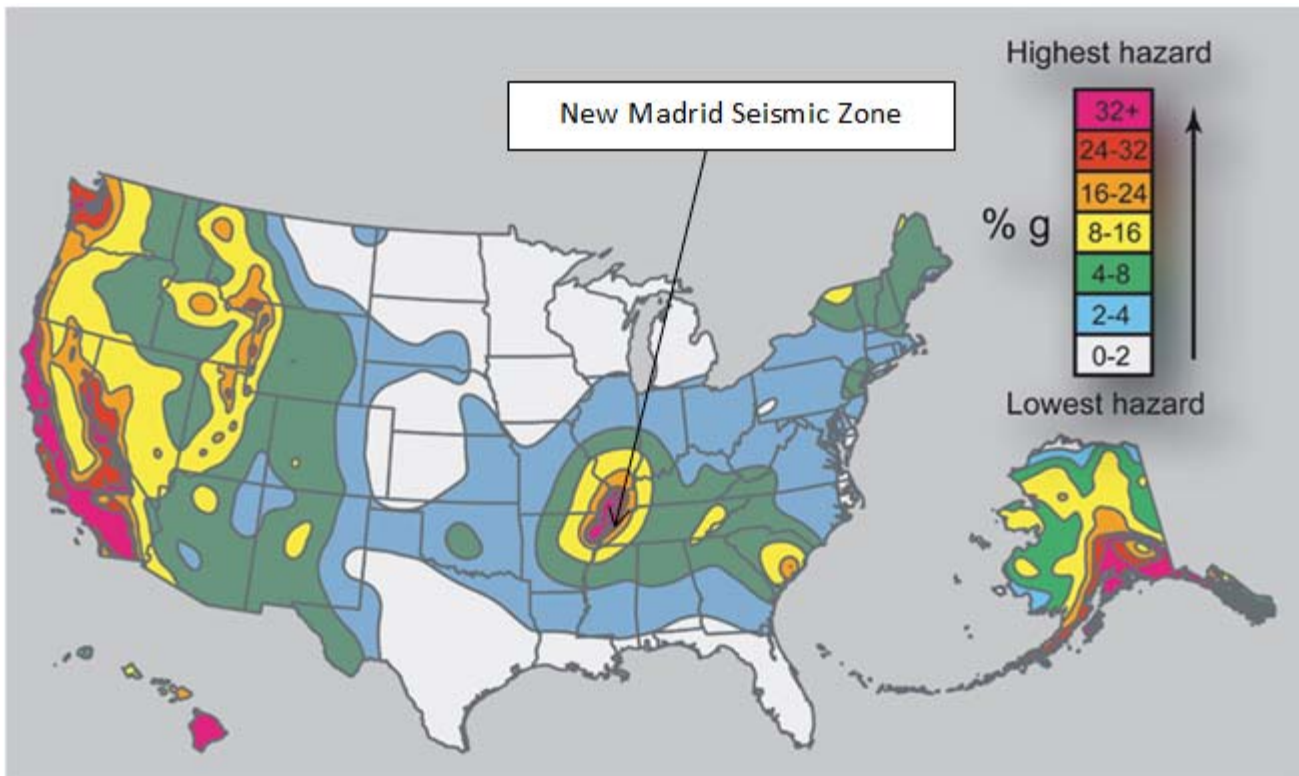 New Madrid Seismic Zone
Highest hazard
% g
32+
24-32
16-24
8-16
4-8
2-4
0-2
Lowest hazard